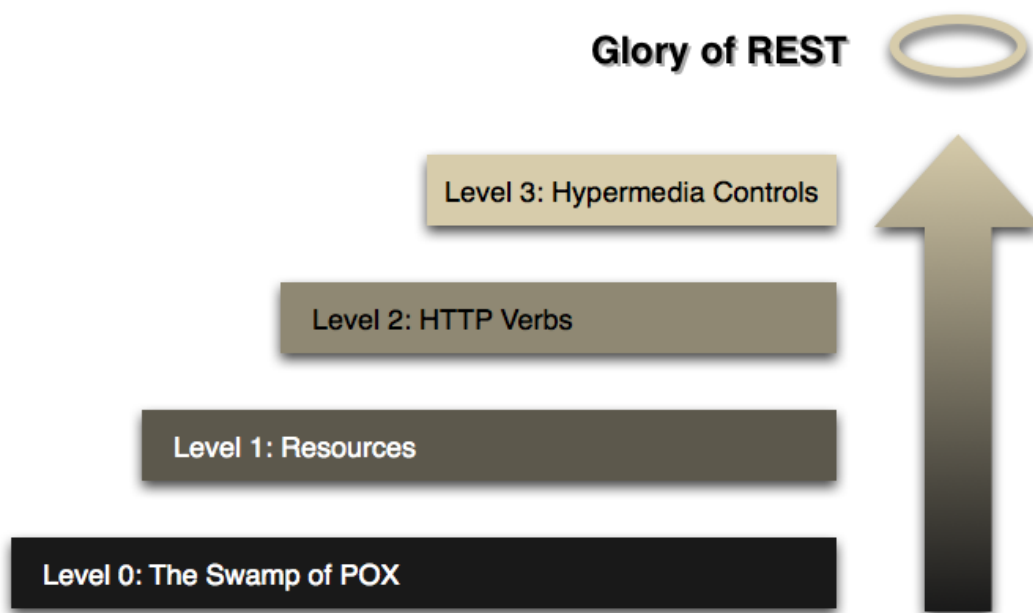 Glory of REST
Level 3: Hypermedia Controls
Level 2: HTTP Verbs
Level 1: Resources
Level 0: The Swamp of POX